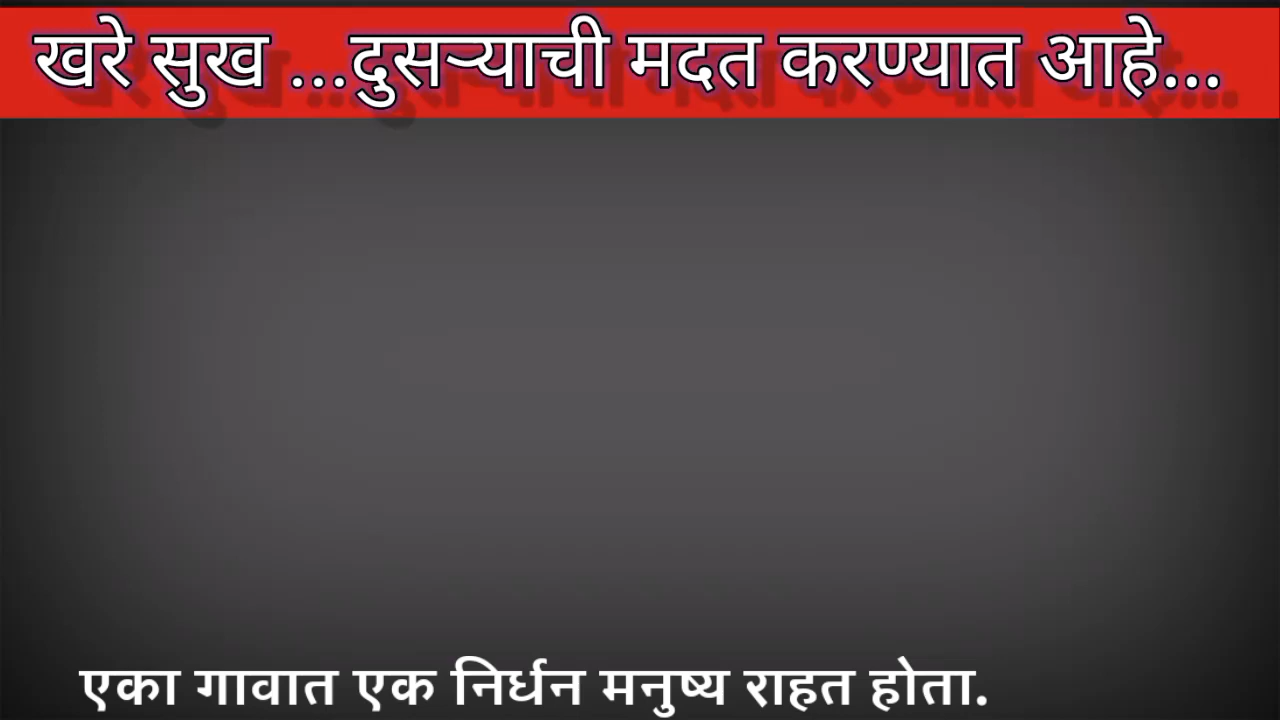 खरे सुख ...दुसऱ्याची मदत करण्यात आहे...
एका गावात एक निर्धन मनुष्य राहत होता.